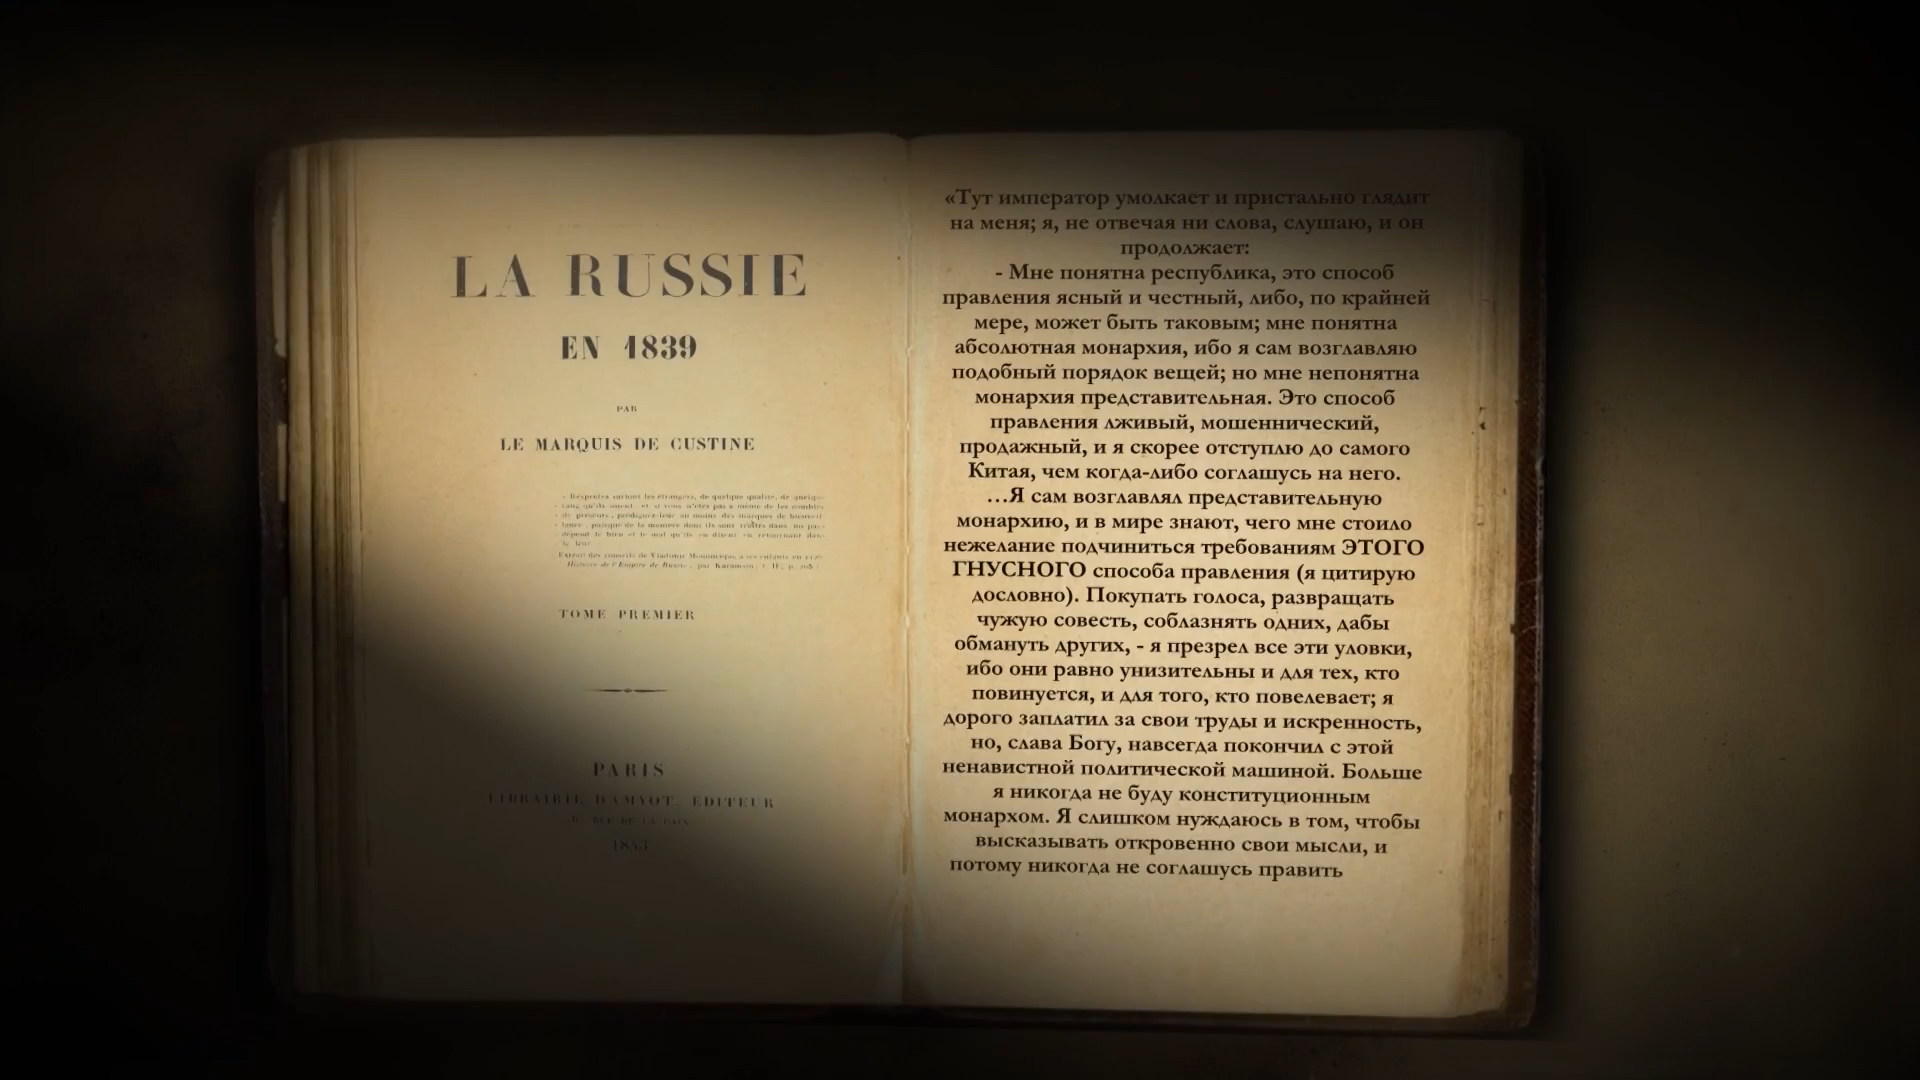 LA RUSSIE
EN 1839
PAR
LE MARQUIS DE CUSTINE
TOME PREMIER
PARIS
LIBRAIRIE D'AMYOT, ÉDITEUR
1843
«Тут император умолкает и пристально глядит
на меня; я, не отвечая ни слова, слушаю, и он
продолжает:
- Мне понятна республика, это способ
правления ясный и честный, либо, по крайней
мере, может быть таковым; мне понятна
абсолютная монархия, ибо я сам возглавляю
подобный порядок вещей; но мне непонятна
монархия представительная. Это способ
правления лживый, мошеннический,
продажный, и я скорее отступлю до самого
Китая, чем когда-либо соглашусь на него.
…Я сам возглавлял представительную
монархию, и в мире знают, чего мне стоило
нежелание подчиниться требованиям ЭТОГО
ГНУСНОГО способа правления (я цитирую
дословно). Покупать голоса, развращать
чужую совесть, соблазнять одних, дабы
обмануть других, - я презрел все эти уловки,
ибо они равно унизительны и для тех, кто
повинуется, и для того, кто повелевает; я
дорого заплатил за свои труды и искренность,
но, слава Богу, навсегда покончил с этой
ненавистной политической машиной. Больше
я никогда не буду конституционным
монархом. Я слишком нуждаюсь в том, чтобы
высказывать откровенно свои мысли, и
потому никогда не соглашусь править